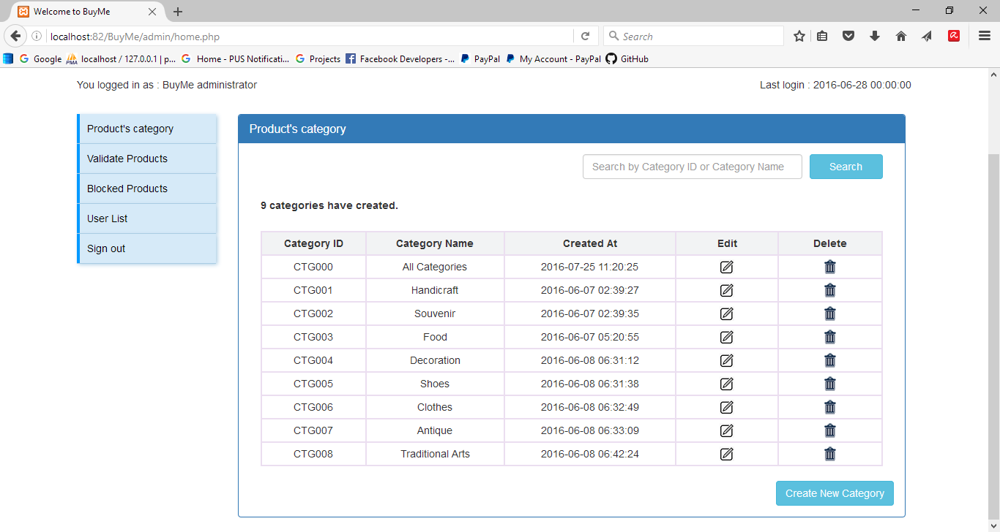 Welcome to BuyMe
localhost:82/BuyMe/admin/home.php
Search
Google localhost / 127.0.0.1 | p... Home - PUS Notificati... Projects Facebook Developers -... PayPal My Account - PayPal GitHub
You logged in as : BuyMe administrator
Last login : 2016-06-28 00:00:00
Product's category
Validate Products
Blocked Products
User List
Sign out
Product's category
Search by Category ID or Category Name Search
9 categories have created.
Category ID Category Name Created At Edit Delete
CTG000 All Categories 2016-07-25 11:20:25
CTG001 Handicraft 2016-06-07 02:39:27
CTG002 Souvenir 2016-06-07 02:39:35
CTG003 Food 2016-06-07 05:20:55
CTG004 Decoration 2016-06-08 06:31:12
CTG005 Shoes 2016-06-08 06:31:38
CTG006 Clothes 2016-06-08 06:32:49
CTG007 Antique 2016-06-08 06:33:09
CTG008 Traditional Arts 2016-06-08 06:42:24
Create New Category